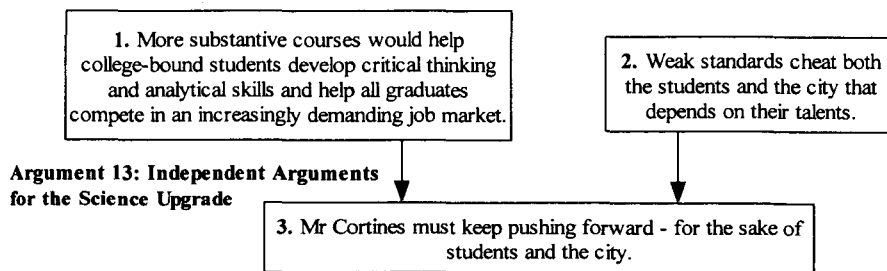 1. More substantive courses would help
college-bound students develop critical thinking
and analytical skills and help all graduates
compete in an increasingly demanding job market.
2. Weak standards cheat both
the students and the city that
depends on their talents.
Argument 13: Independent Arguments
for the Science Upgrade
3. Mr Cortines must keep pushing forward - for the sake of
students and the city.